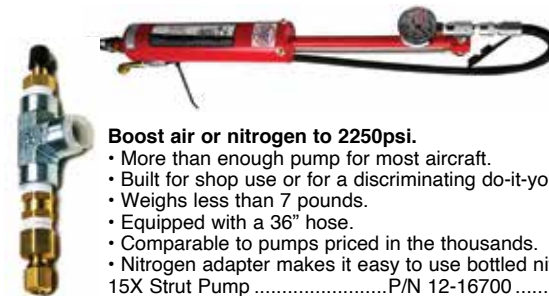 Boost air or nitrogen to 2250psi.
• More than enough pump for most aircraft.
• Built for shop use or for a discriminating do-it-yo
• Weighs less than 7 pounds.
• Equipped with a 36” hose.
• Comparable to pumps priced in the thousands.
• Nitrogen adapter makes it easy to use bottled ni
15X Strut Pump .......................P/N 12-16700 ......